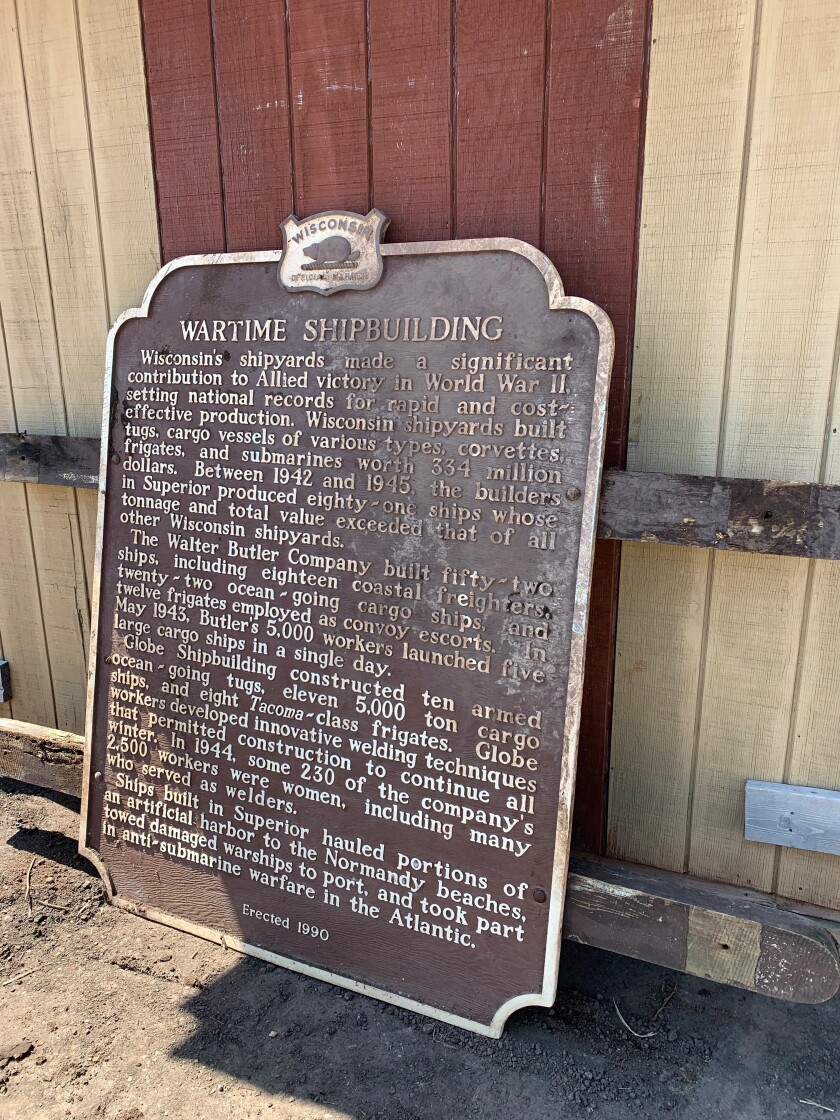 WISCONSIN
OFFICIAL MARKER
WARTIME SHIPBUILDING
Wisconsin's shipyards made a significant
contribution to Allied victory in World War II,
setting national records for rapid and cost-
effective production. Wisconsin shipyards built
tugs, cargo vessels of various types, corvettes,
frigates, and submarines worth 334 million
dollars. Between 1942 and 1945, the builders
in Superior produced eighty-one ships whose
tonnage and total value exceeded that of all
other Wisconsin shipyards.
The Walter Butler Company built fifty-two
ships, including eighteen coastal freighters,
twenty-two ocean-going cargo ships, and
twelve frigates employed as convoy escorts. In
May 1943, Butler's 5,000 workers launched five
large cargo ships in a single day.
Globe Shipbuilding constructed ten armed
ocean-going tugs, eleven 5,000 ton cargo
ships, and eight Tacoma-class frigates. Globe
workers developed innovative welding techniques
that permitted construction to continue all
winter. In 1944, some 230 of the company's
2,500 workers were women, including many
who served as welders.
Ships built in Superior hauled portions of
an artificial harbor to the Normandy beaches,
towed damaged warships to port, and took part
in anti-submarine warfare in the Atlantic.
Erected 1990